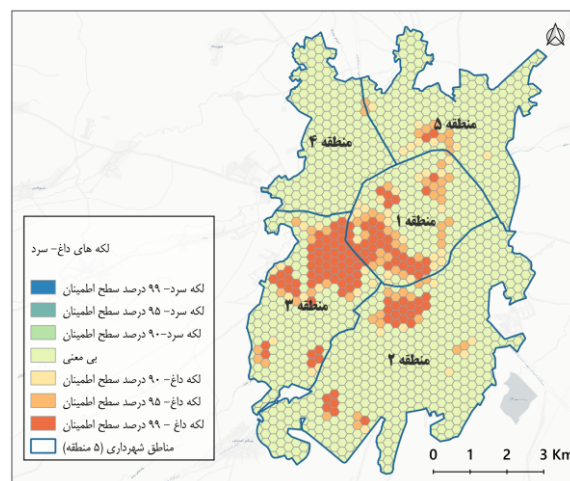 منطقه ۵
منطقه ۴
منطقه ۱
منطقه ۳
منطقه ۲
لکه های داغ- سرد
لکه سرد- ۹۹ درصد سطح اطمینان
لکه سرد- ۹۵ درصد سطح اطمینان
لکه سرد-۹۰ درصد سطح اطمینان
بی معنی
لکه داغ- ۹۰ درصد سطح اطمینان
لکه داغ- ۹۵ درصد سطح اطمینان
لکه داغ - ۹۹ درصد سطح اطمینان
مناطق شهرداری (۵ منطقه)
0 1 2 3 Km